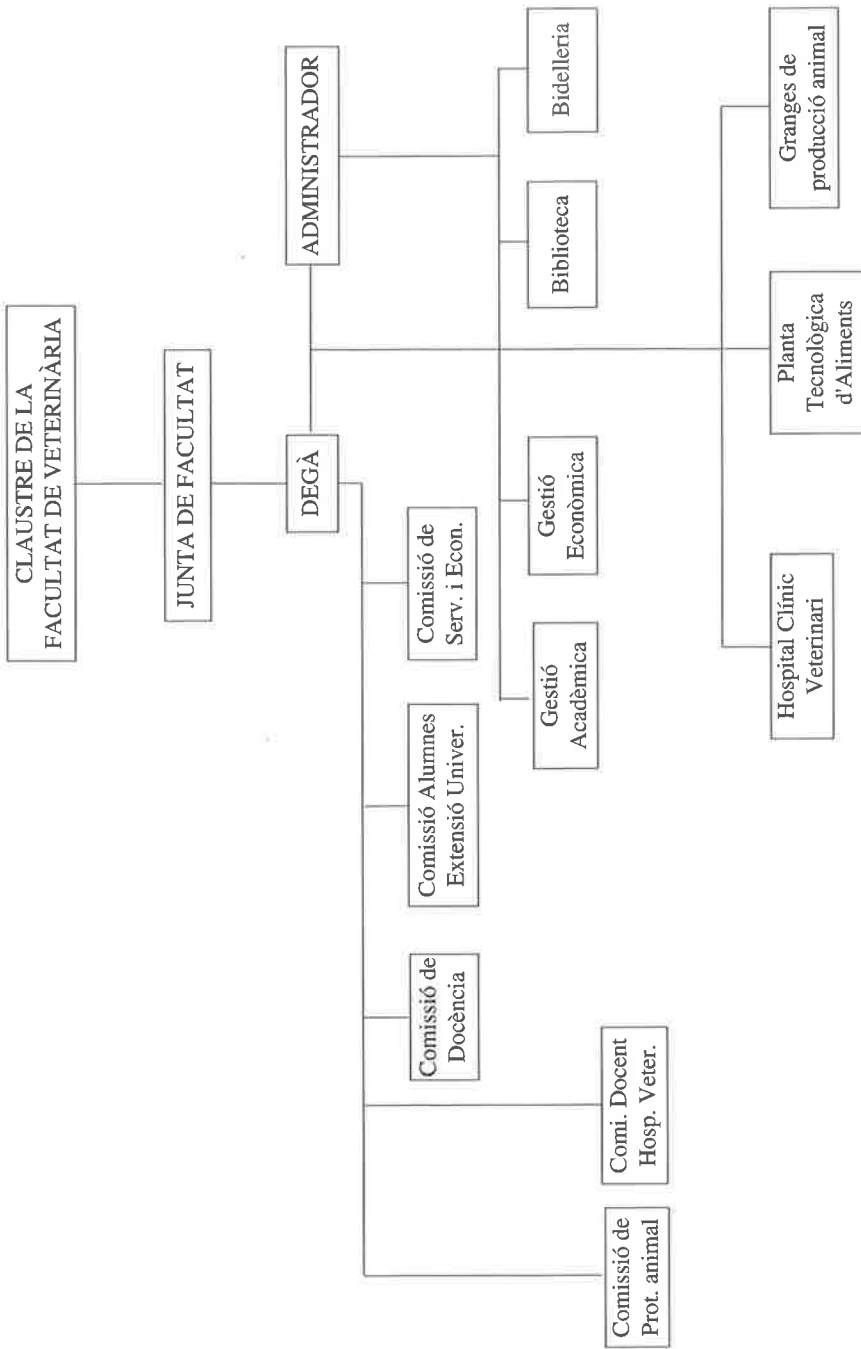 CLAUSTRE DE LA
FACULTAT DE VETERINÀRIA
JUNTA DE FACULTAT
DEGÀ
ADMINISTRADOR
Comissió de
Docència
Comissió Alumnes
Extensió Univer.
Comissió de
Serv. i Econ.
Gestió
Acadèmica
Gestió
Econòmica
Biblioteca
Bidelleria
Comissió de
Prot. animal
Comi. Docent
Hosp. Veter.
Hospital Clínic
Veterinari
Planta
Tecnològica
d'Aliments
Granges de
producció animal